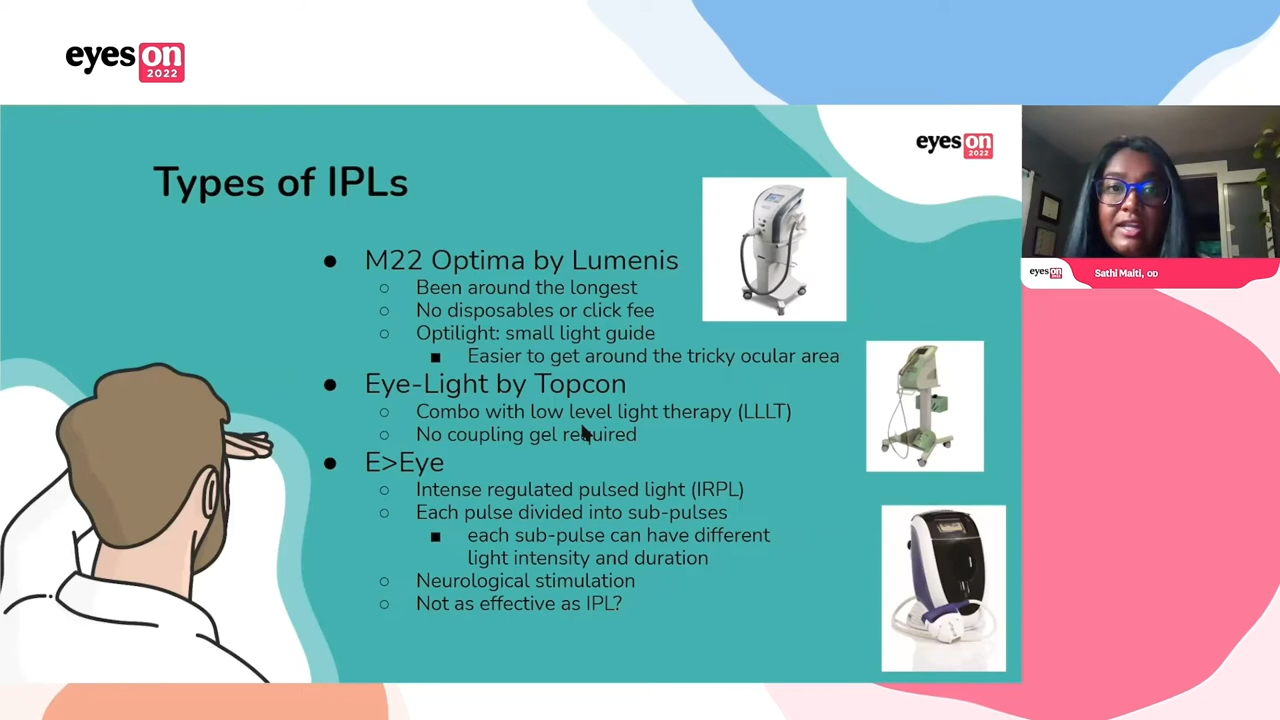 eyes on
2022
eyes on
2022
Types of IPLs
M22 Optima by Lumenis
Been around the longest
No disposables or click fee
Optilight: small light guide
Easier to get around the tricky ocular area
Eye-Light by Topcon
Combo with low level light therapy (LLLT)
No coupling gel required
E>Eye
Intense regulated pulsed light (IRPL)
Each pulse divided into sub-pulses
each sub-pulse can have different
light intensity and duration
Neurological stimulation
Not as effective as IPL?
eyes on
2022
Sathi Maiti, OD